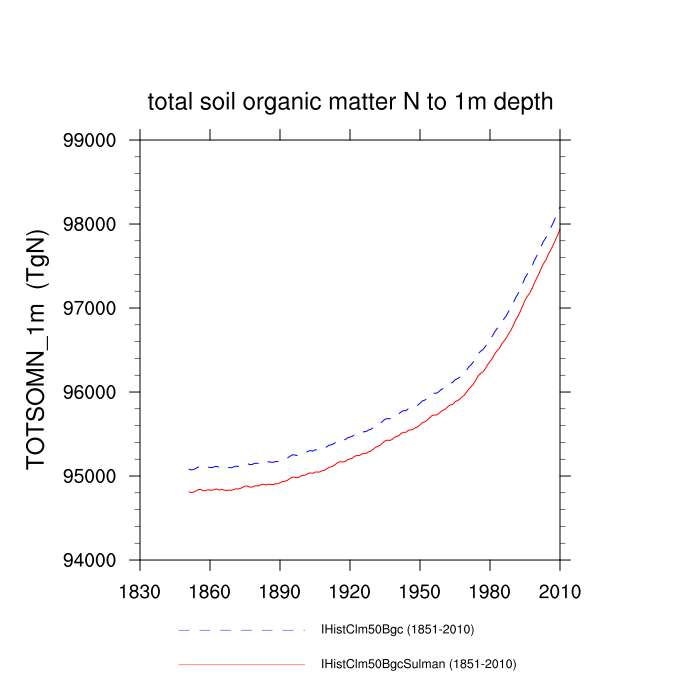 total soil organic matter N to 1m depth
TOTSOMN_1m (TgN)
99000
98000
97000
96000
95000
94000
1830 1860 1890 1920 1950 1980 2010
IHistClm50Bgc (1851-2010)
IHistClm50BgcSulman (1851-2010)